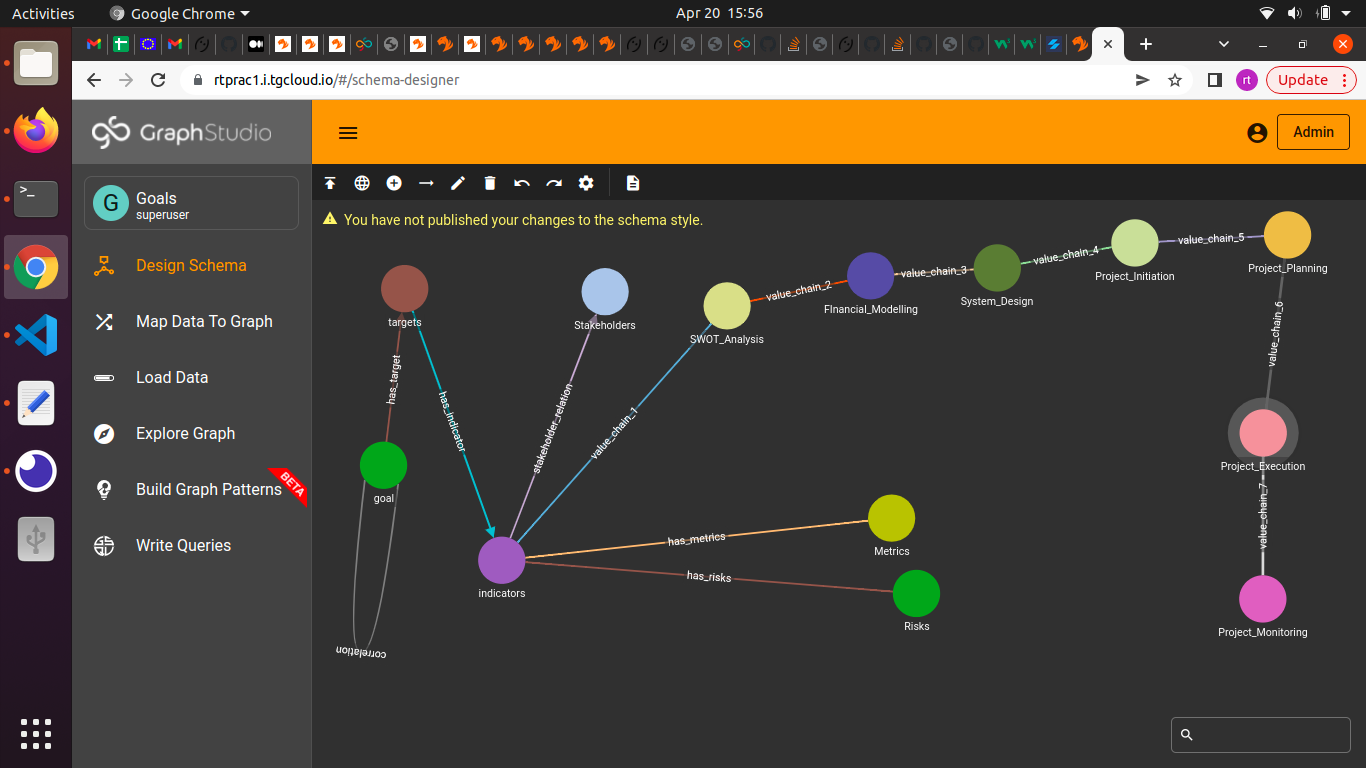 Activities
Google Chrome
Apr 20 15:56
rtprac1.i.tgcloud.io/#/schema-designer
rt
Update
GraphStudio
Admin
G
Goals
superuser
Design Schema
Map Data To Graph
Load Data
Explore Graph
Build Graph Patterns
BETA
Write Queries
You have not published your changes to the schema style.
targets
Stakeholders
SWOT_Analysis
value_chain_2
FInancial_Modelling
value_chain_3
System_Design
value_chain_4
Project_Initiation
value_chain_5
Project_Planning
has_target
has_indicator
stakeholder_relation
value_chain_1
value_chain_6
goal
Project_Execution
has_metrics
Metrics
value_chain_7
indicators
has_risks
Risks
Project_Monitoring
correlation